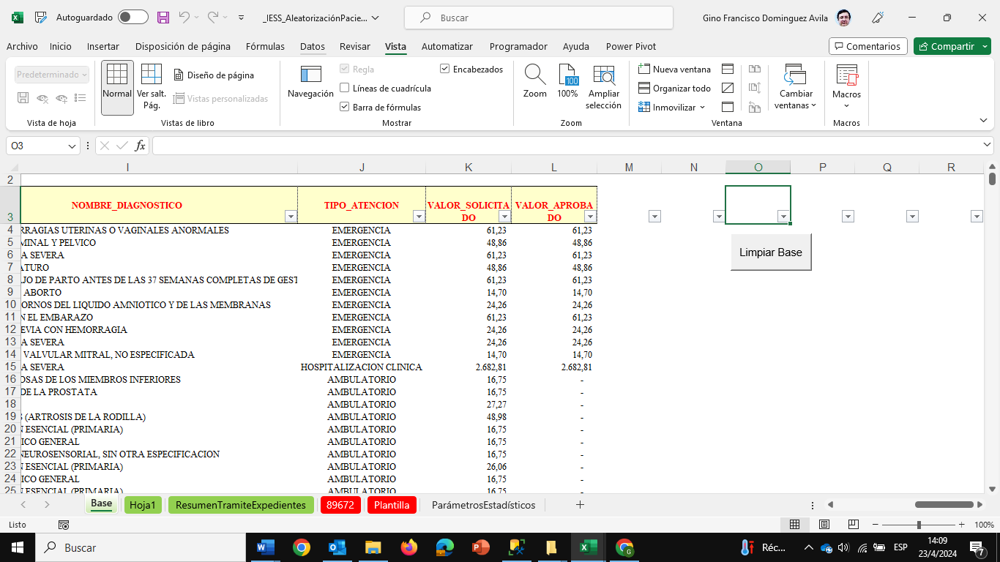 Autoguardado
_IESS_AleatorizaciónPacie...
Buscar
Gino Francisco Dominguez Avila
Archivo Inicio Insertar Disposición de página Fórmulas Datos Revisar Vista Automatizar Programador Ayuda Power Pivot
Comentarios Compartir
Predeterminado
Vista de hoja
Normal
Ver salt. Pág.
Diseño de página
Vistas personalizadas
Vistas de libro
Navegación
Regla
Líneas de cuadrícula
Barra de fórmulas
Encabezados
Mostrar
Zoom
100
100%
Ampliar selección
Zoom
Nueva ventana
Organizar todo
Inmovilizar
Cambiar ventanas
Ventana
Macros
Macros
O3 fx
I J K L M N O P Q R
2
3 NOMBRE_DIAGNOSTICO TIPO_ATENCION VALOR_SOLICITADO VALOR_APROBADO
4 RRAGIAS UTERINAS O VAGINALES ANORMALES EMERGENCIA 61,23 61,23
5 MINAL Y PELVICO EMERGENCIA 48,86 48,86
6 A SEVERA EMERGENCIA 61,23 61,23
7 ATURO EMERGENCIA 48,86 48,86
8 JO DE PARTO ANTES DE LAS 37 SEMANAS COMPLETAS DE GEST EMERGENCIA 61,23 61,23
9 ABORTO EMERGENCIA 14,70 14,70
10 ORNOS DEL LIQUIDO AMNIOTICO Y DE LAS MEMBRANAS EMERGENCIA 24,26 24,26
11 N EL EMBARAZO EMERGENCIA 61,23 61,23
12 EVIA CON HEMORRAGIA EMERGENCIA 24,26 24,26
13 A SEVERA EMERGENCIA 24,26 24,26
14 VALVULAR MITRAL, NO ESPECIFICADA EMERGENCIA 14,70 14,70
15 A SEVERA HOSPITALIZACION CLINICA 2.682,81 2.682,81
16 OSAS DE LOS MIEMBROS INFERIORES AMBULATORIO 16,75 -
17 DE LA PROSTATA AMBULATORIO 16,75 -
18 AMBULATORIO 27,27 -
19 S (ARTROSIS DE LA RODILLA) AMBULATORIO 48,98 -
20 N ESENCIAL (PRIMARIA) AMBULATORIO 16,75 -
21 ICO GENERAL AMBULATORIO 16,75 -
22 NEUROSENSORIAL, SIN OTRA ESPECIFICACION AMBULATORIO 16,75 -
23 N ESENCIAL (PRIMARIA) AMBULATORIO 26,06 -
24 ICO GENERAL AMBULATORIO 16,75 -
25 N ESENCIAL (PRIMARIA) AMBULATORIO 16,75 -
Limpiar Base
Base Hoja1 ResumenTramiteExpedientes 89672 Plantilla ParámetrosEstadísticos
Listo
100%
Buscar
Réc...
ESP
14:09
23/4/2024
7